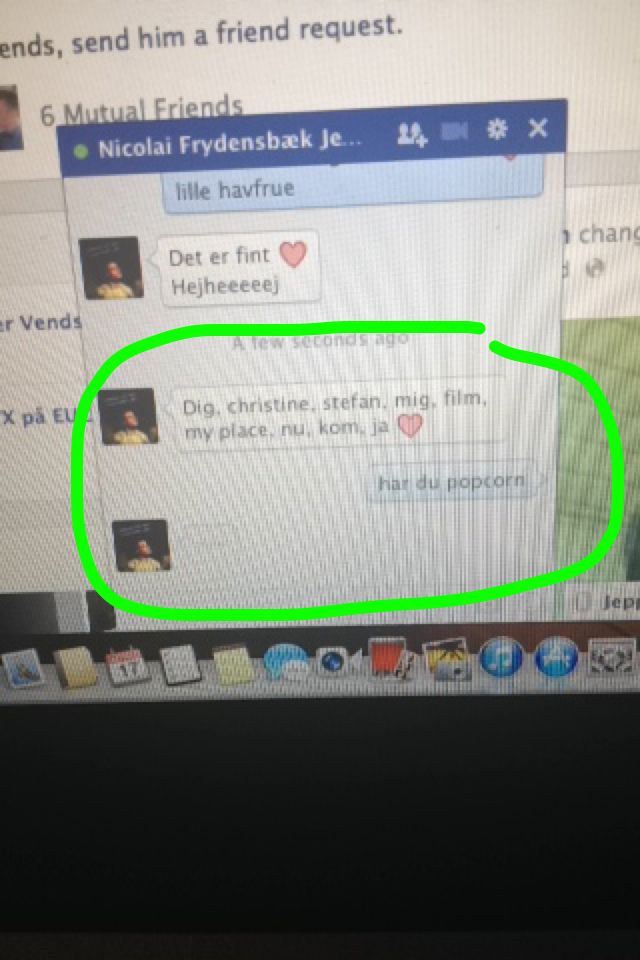 ends, send him a friend request.
6 Mutual Friends
Nicolai Frydensbæk Je...
lille havfrue
Det er fint
Hejheeeeej
chang
er Vends
A few seconds ago
X på EU
Dig, christine, stefan, mig, film,
my place, nu, kom, ja
har du popcorn
Jepp
17